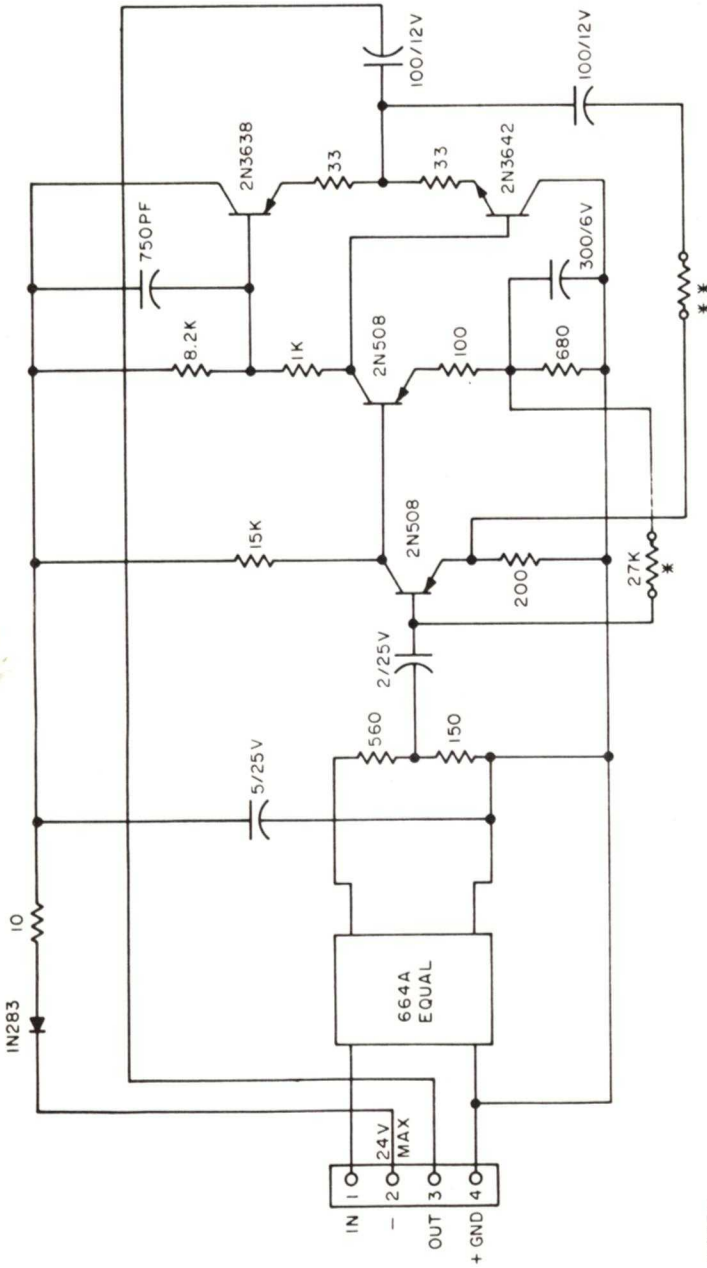 IN 1
– 2
24V
MAX
OUT 3
+ GND 4
1N283
10
664A
EQUAL
5/25V
560
150
2/25V
15K
2N508
200
27K
*
8.2K
750PF
1K
2N508
100
680
300/6V
2N3638
33
33
2N3642
100/12V
100/12V
**